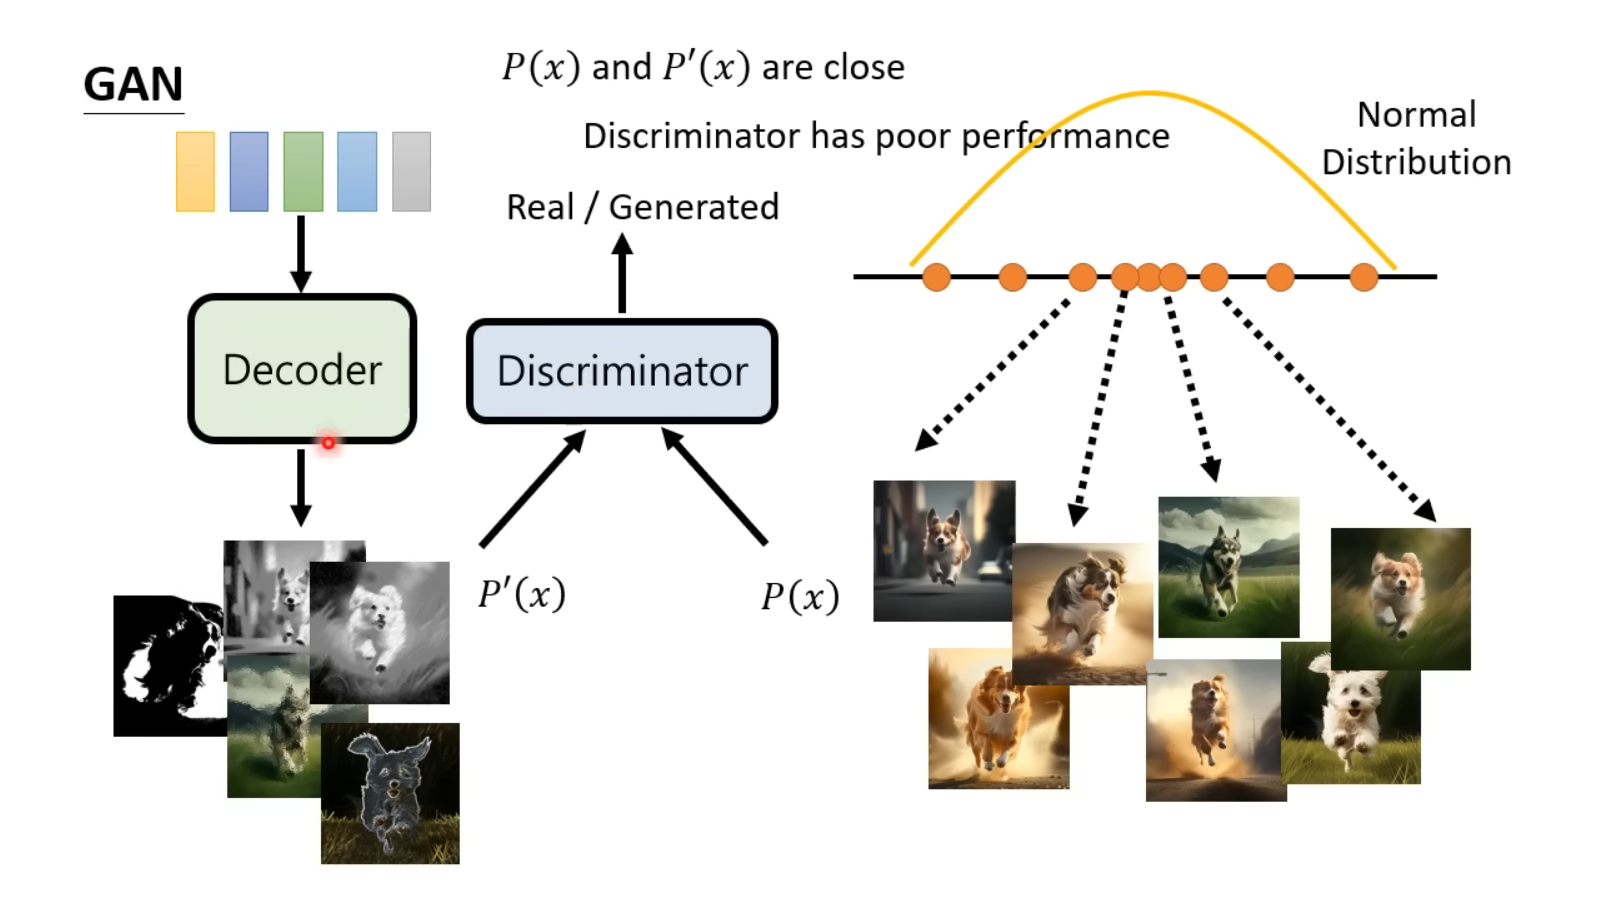 GAN
P(x) and P′(x) are close
Discriminator has poor performance
Normal
Distribution
Real / Generated
Decoder
Discriminator
P′(x)
P(x)